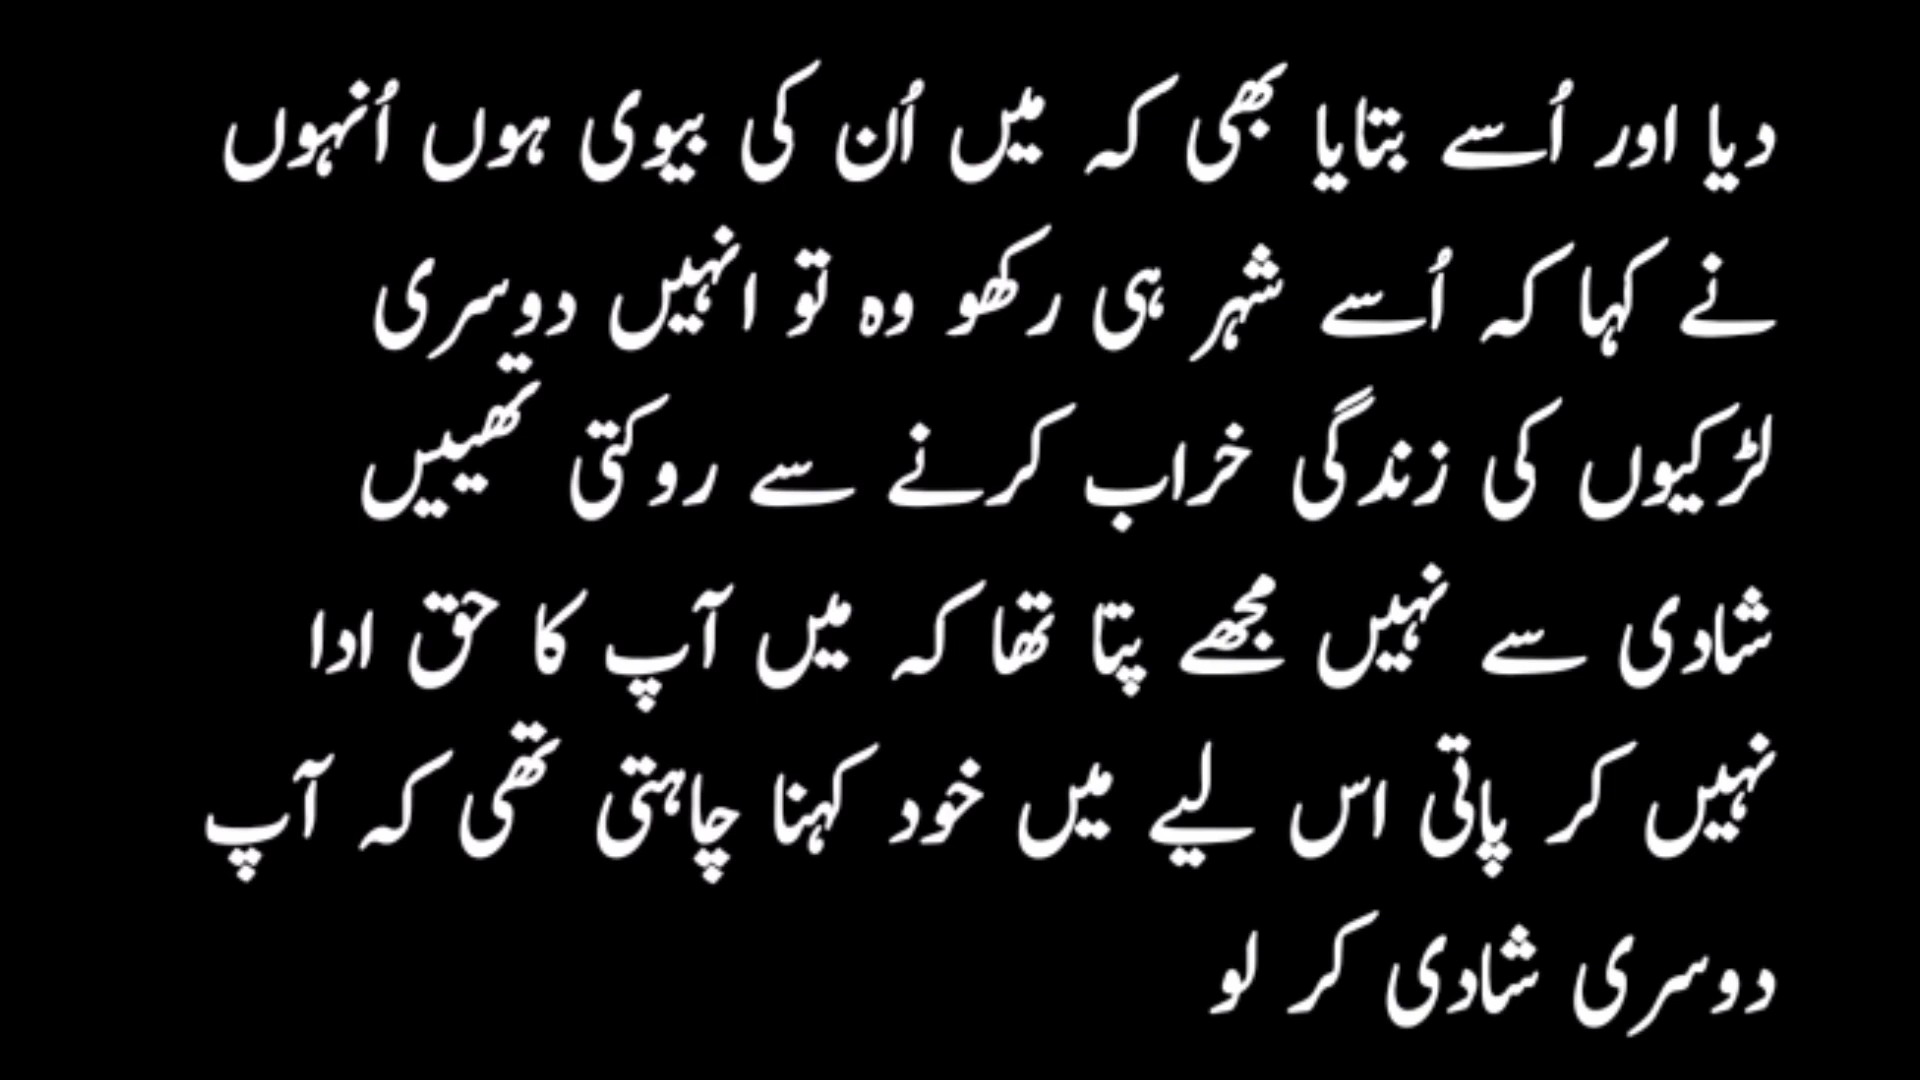 دیا اور اُسے بتایا بھی کہ میں اُن کی بیوی ہوں اُنہوں
نے کہا کہ اُسے شہر ہی رکھو وہ تو انہیں دوسری
لڑکیوں کی زندگی خراب کرنے سے روکتی تھییں
شادی سے نہیں مجھے پتا تھا کہ میں آپ کا حق ادا
نہیں کر پاتی اس لیے میں خود کہنا چاہتی تھی کہ آپ
دوسری شادی کر لو